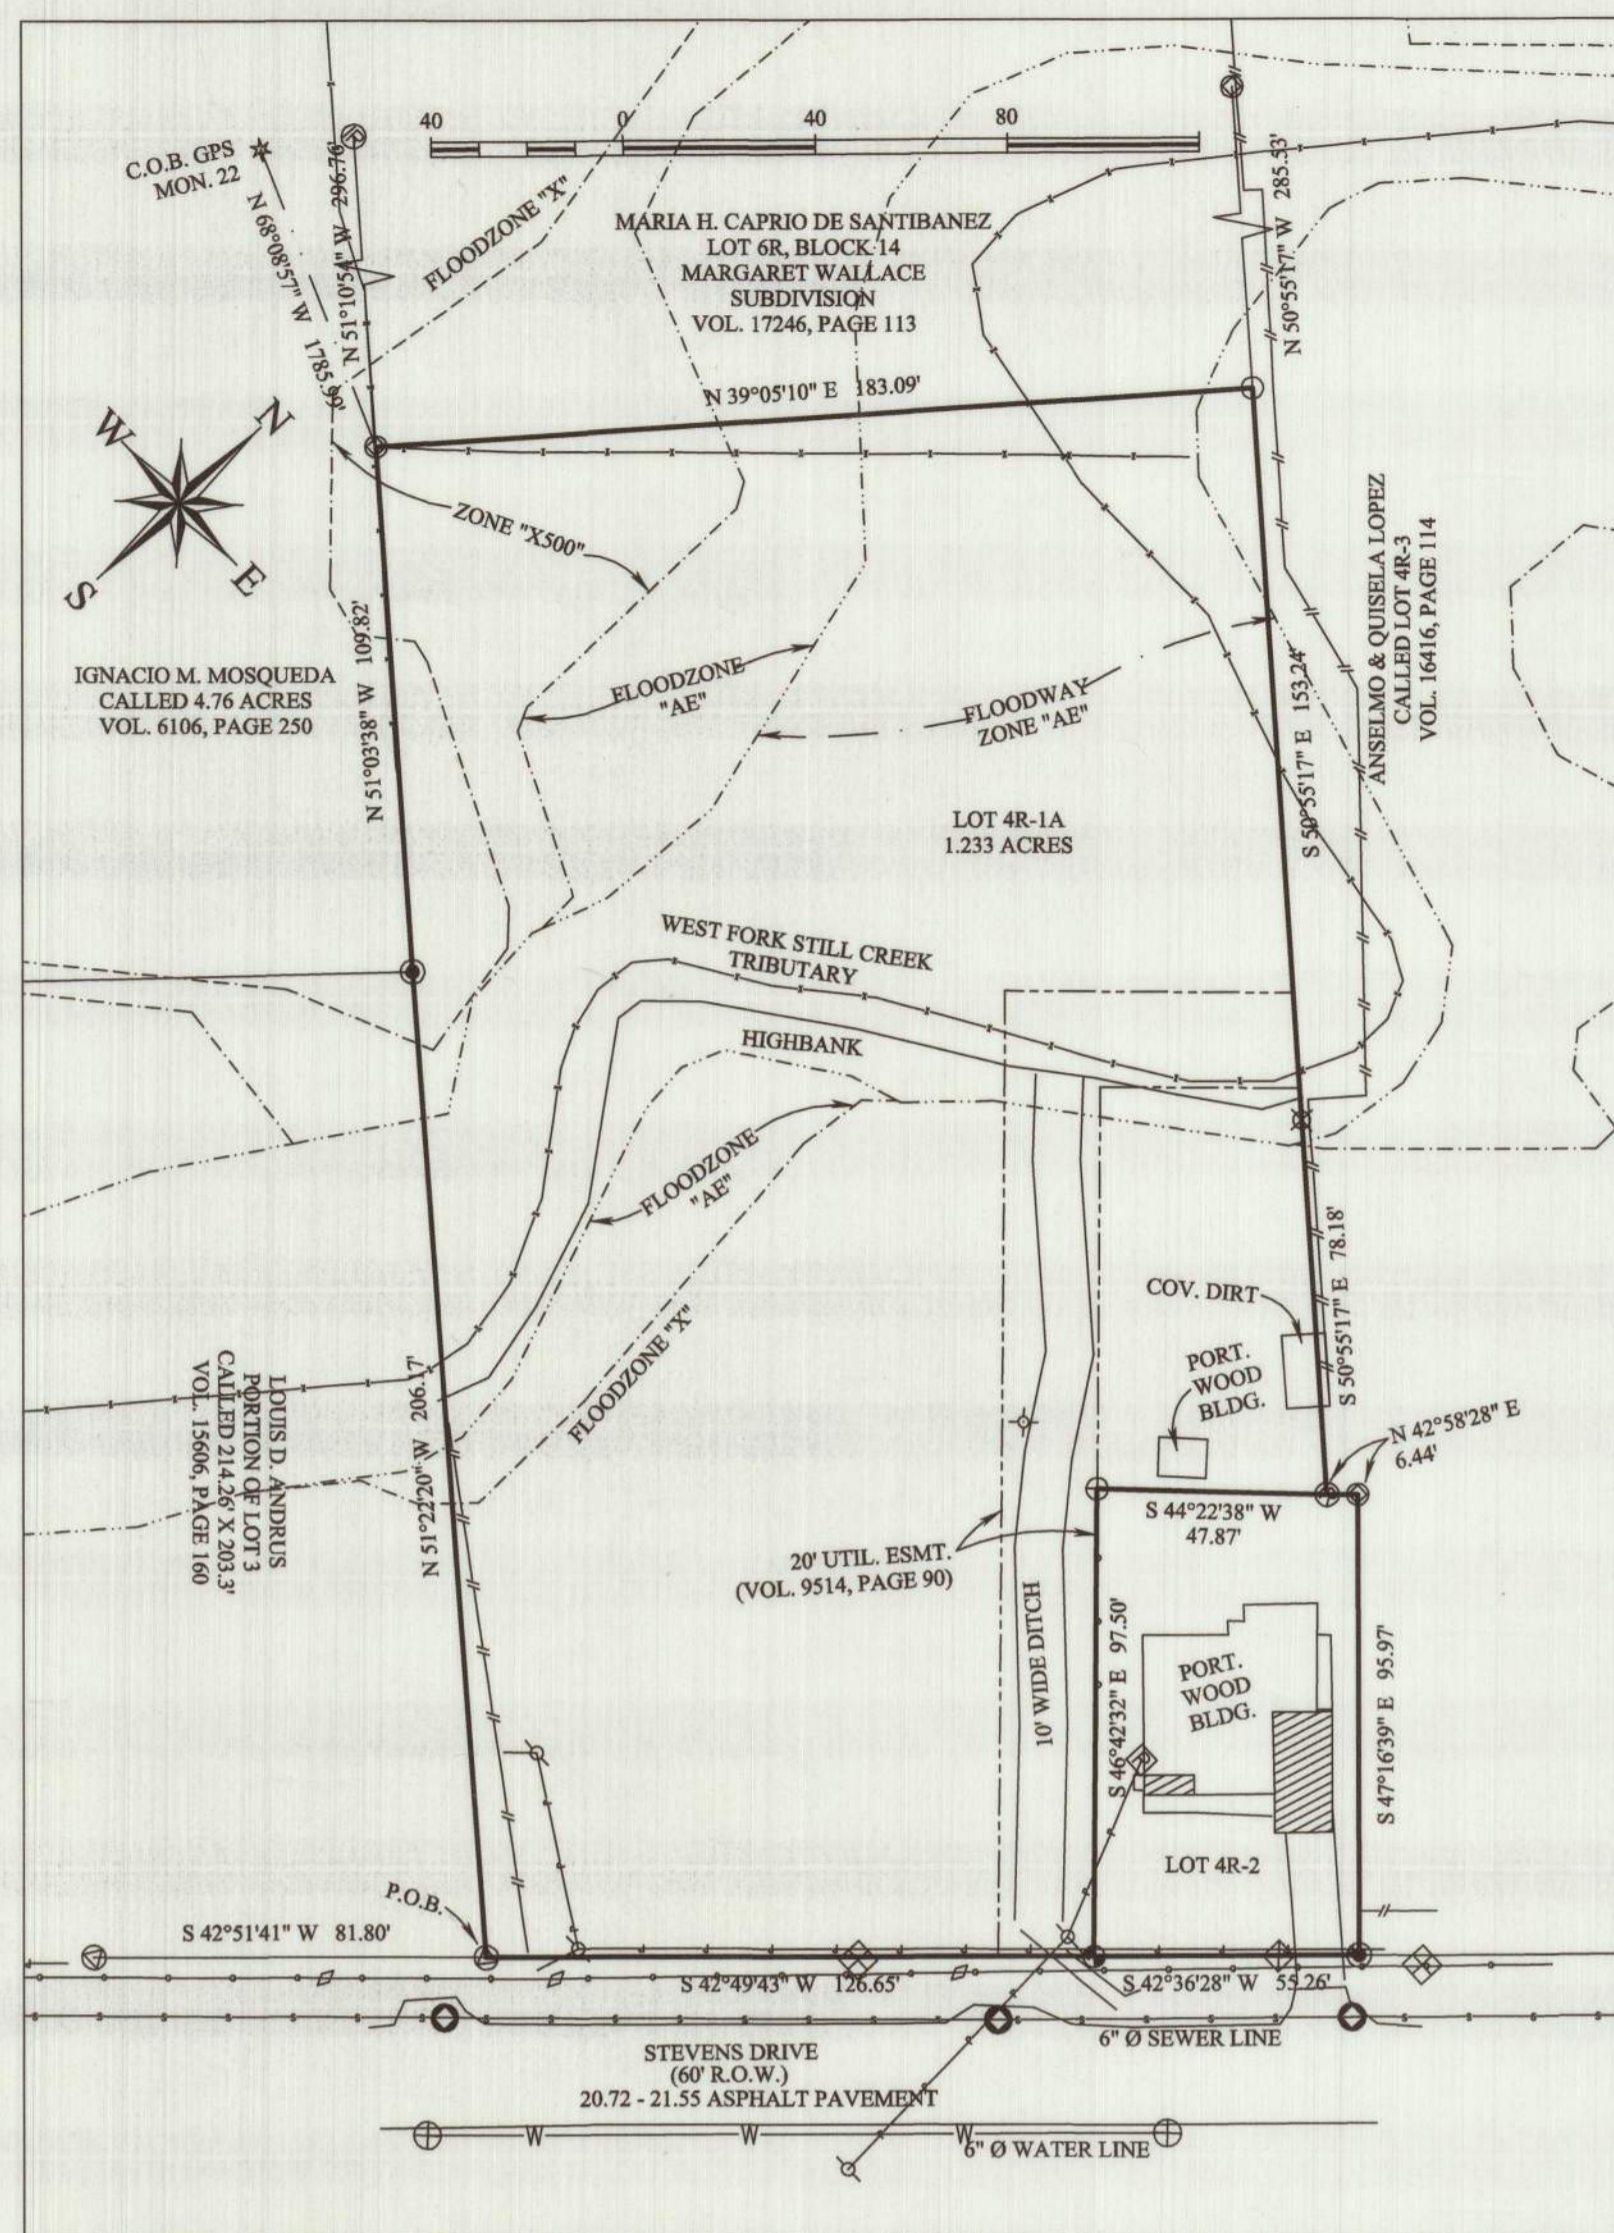 40 0 40 80
C.O.B. GPS
MON. 22
N 68°08'57" W 1785.99'
N 51°10'54" W 296.76'
FLOODZONE "X"
MARIA H. CAPRIO DE SANTIBANEZ
LOT 6R, BLOCK 14
MARGARET WALLACE
SUBDIVISION
VOL. 17246, PAGE 113
N 50°55'17" W 285.53'
N 39°05'10" E 183.09'
W
N
S
E
ZONE "X500"
IGNACIO M. MOSQUEDA
CALLED 4.76 ACRES
VOL. 6106, PAGE 250
N 51°03'38" W 109.82'
FLOODZONE
"AE"
FLOODWAY
ZONE "AE"
S 50°55'17" E 153.24'
ANSELMO & QUISELA LOPEZ
CALLED LOT 4R-3
VOL. 16416, PAGE 114
LOT 4R-1A
1.233 ACRES
WEST FORK STILL CREEK
TRIBUTARY
HIGHBANK
FLOODZONE
"AE"
FLOODZONE "X"
COV. DIRT
S 50°55'17" E 78.18'
PORT.
WOOD
BLDG.
N 42°58'28" E
6.44'
LOUIS D. ANDRUS
PORTION OF LOT 3
CALLED 214.26' X 203.3'
VOL. 15606, PAGE 160
N 51°22'20" W 206.17'
S 44°22'38" W
47.87'
20' UTIL. ESMT.
(VOL. 9514, PAGE 90)
10' WIDE DITCH
S 46°42'32" E 97.50'
PORT.
WOOD
BLDG.
S 47°16'39" E 95.97'
LOT 4R-2
P.O.B.
S 42°51'41" W 81.80'
S 42°49'43" W 126.65'
S 42°36'28" W 55.26'
6" Ø SEWER LINE
STEVENS DRIVE
(60' R.O.W.)
20.72 - 21.55 ASPHALT PAVEMENT
W W W
6" Ø WATER LINE